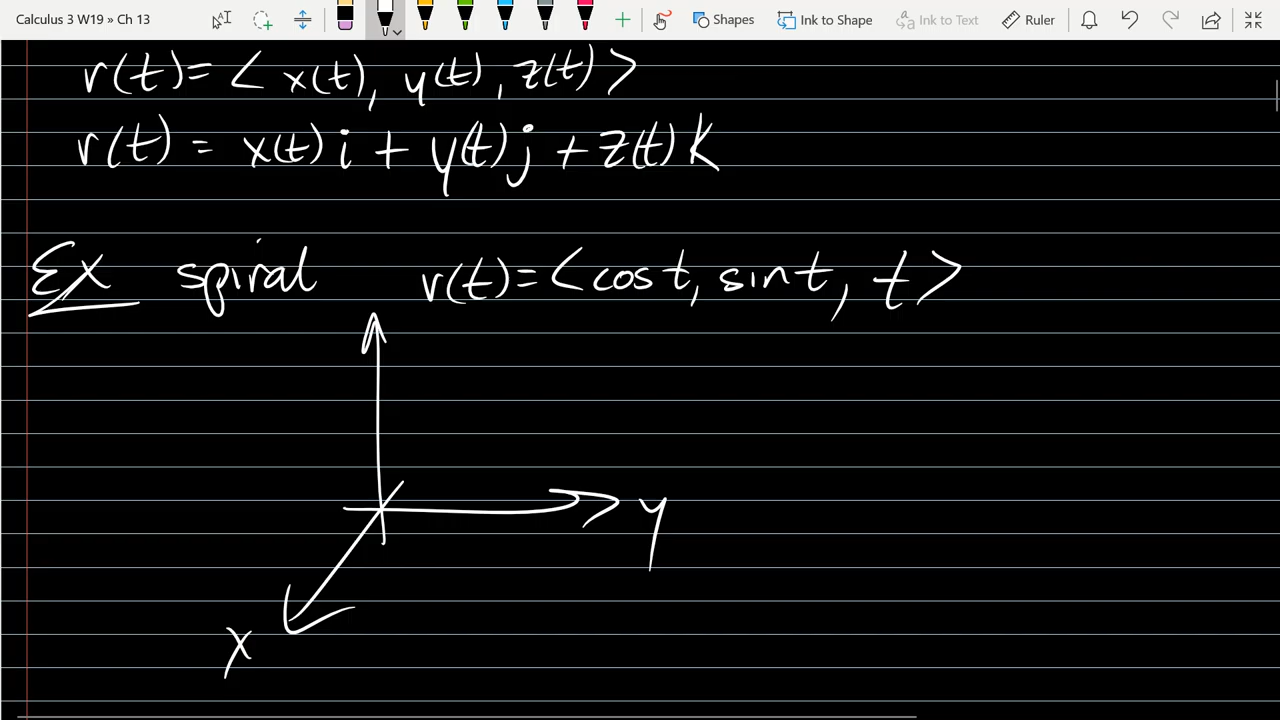 Calculus 3 W19 » Ch 13 Shapes Ink to Shape Ink to Text Ruler
r(t) = < x(t), y(t), z(t) >
r(t) = x(t) i + y(t) j + z(t) k
Ex spiral r(t) = < cos t, sin t, t >
y
x